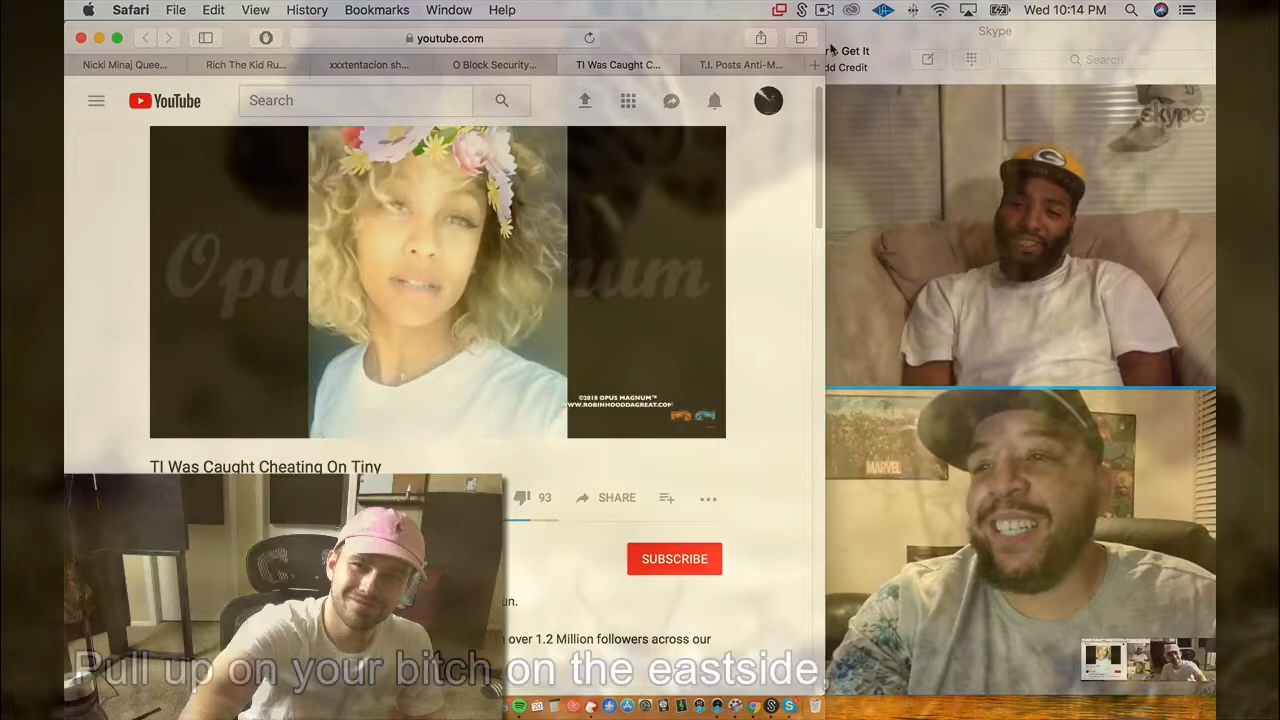 Safari File Edit View History Bookmarks Window Help Wed 10:14 PM
Skype
Get It
Credit
youtube.com
Search
Nicki Minaj Quee... Rich The Kid Ru... xxxtentacion sh... O Block Security... TI Was Caught C... T.I. Posts Anti-M...
YouTube
Search
skype
Opus Magnum
©2018 OPUS MAGNUM™
WWW.ROBINHOODDAGREAT.COM
MARVEL
TI Was Caught Cheating On Tiny
93 SHARE
SUBSCRIBE
over 1.2 Million followers across our
Pull up on your bitch on the eastside,